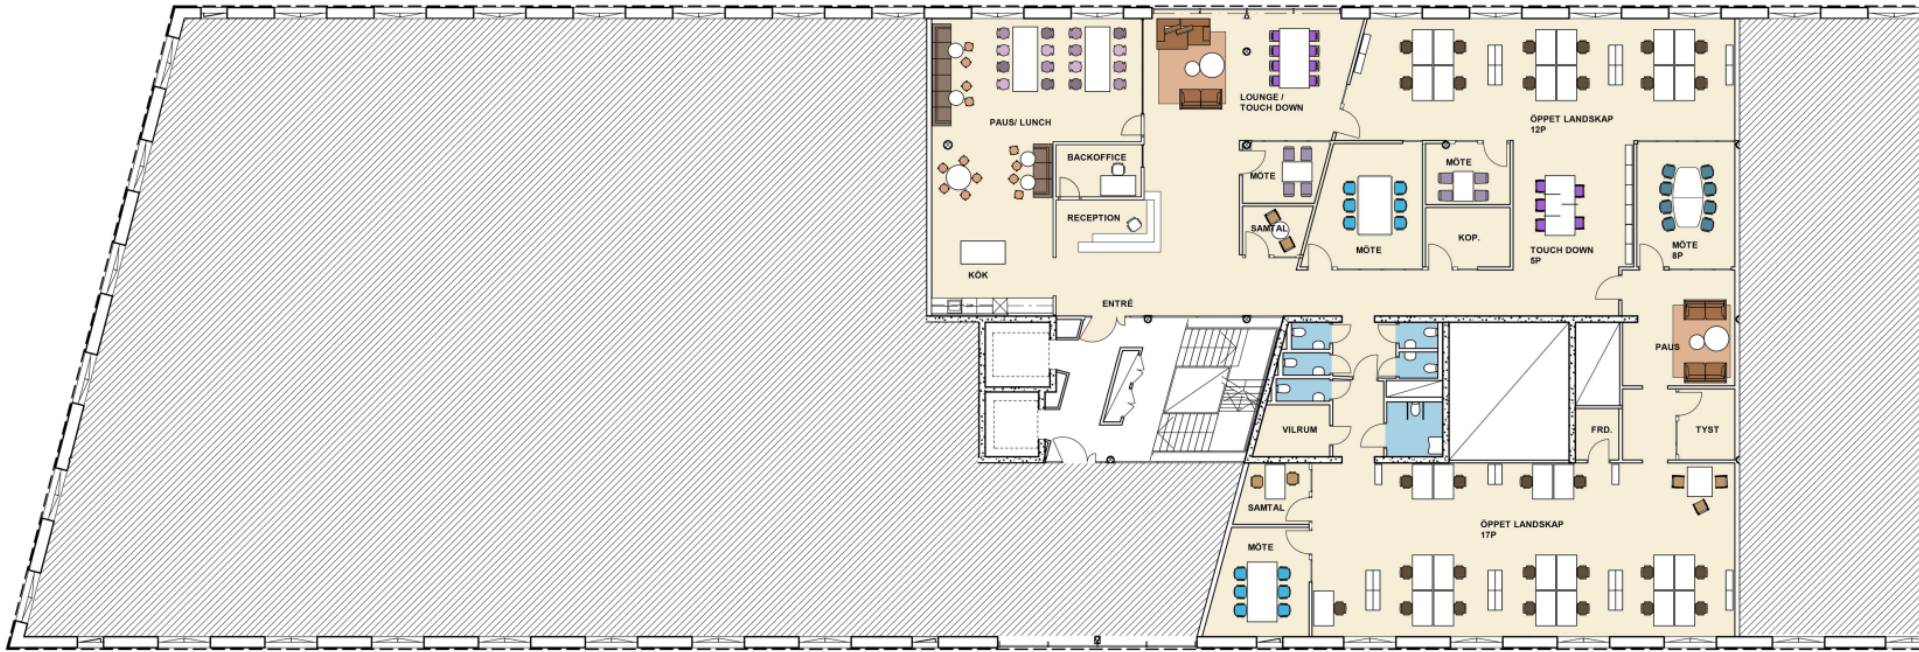 PAUS/ LUNCH
LOUNGE /
TOUCH DOWN
ÖPPET LANDSKAP
12P
BACKOFFICE
MÖTE
MÖTE
RECEPTION
SAMTAL
MÖTE
KOP.
TOUCH DOWN
5P
MÖTE
8P
KÖK
ENTRÉ
PAUS
VILRUM
FRD.
TYST
SAMTAL
ÖPPET LANDSKAP
17P
MÖTE